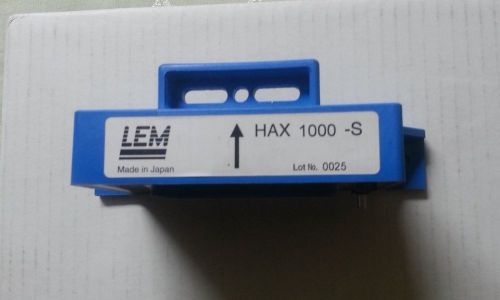 LEM
Made in Japan
HAX 1000 -S
Lot No. 0025